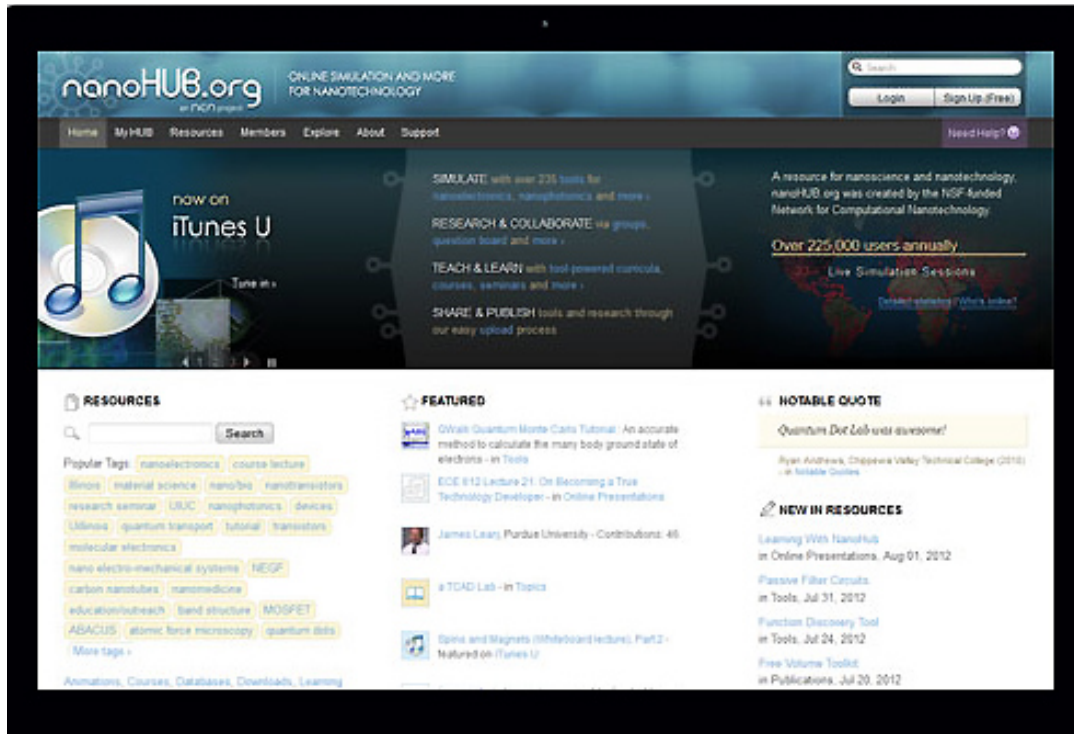 nanoHUB.org
an ncn project
ONLINE SIMULATION AND MORE
FOR NANOTECHNOLOGY
Search
Login Sign Up (Free)
Home My HUB Resources Members Explore About Support
Need Help?
now on
iTunes U
Tune in ›
1 2 3
SIMULATE with over 235 tools for
nanoelectronics, nanophotonics and more ›
RESEARCH & COLLABORATE via groups,
question board and more ›
TEACH & LEARN with tool-powered curricula,
courses, seminars and more ›
SHARE & PUBLISH tools and research through
our easy upload process
A resource for nanoscience and nanotechnology,
nanoHUB.org was created by the NSF-funded
Network for Computational Nanotechnology
Over 225,000 users annually
Live Simulation Sessions
Detailed statistics | Who's online?
RESOURCES
Search
Popular Tags: nanoelectronics course lecture
Illinois material science nano/bio nanotransistors
research seminar UIUC nanophotonics devices
UIllinois quantum transport tutorial transistors
molecular electronics
nano electro-mechanical systems NEGF
carbon nanotubes nanomedicine
education/outreach band structure MOSFET
ABACUS atomic force microscopy quantum dots
More tags ›
Animations, Courses, Databases, Downloads, Learning
FEATURED
QWalk Quantum Monte Carlo Tutorial: An accurate
method to calculate the many body ground state of
electrons - in Tools
ECE 612 Lecture 21: On Becoming a True
Technology Developer - in Online Presentations
James Leary, Purdue University - Contributions: 46
a TCAD Lab - in Topics
Spins and Magnets (Whiteboard lecture), Part 2 -
featured on iTunes U
NOTABLE QUOTE
Quantum Dot Lab was awesome!
Ryan Andrews, Chippewa Valley Technical College (2010)
- in Notable Quotes
NEW IN RESOURCES
Learning With NanoHub
in Online Presentations, Aug 01, 2012
Passive Filter Circuits
in Tools, Jul 31, 2012
Function Discovery Tool
in Tools, Jul 24, 2012
Free Volume Toolkit
in Publications, Jul 20, 2012